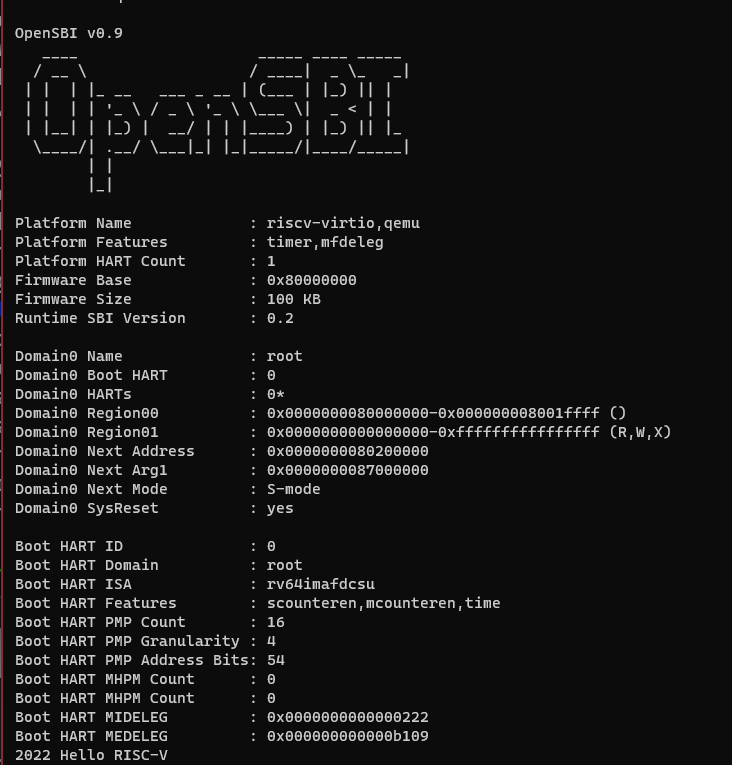 OpenSBI v0.9
   ____                    _____ ____ _____
  / __ \                  / ____|  _ \_   _|
 | |  | |_ __   ___ _ __ | (___ | |_) || |
 | |  | | '_ \ / _ \ '_ \ \___ \|  _ < | |
 | |__| | |_) |  __/ | | |____) | |_) || |_
  \____/| .__/ \___|_| |_|_____/|____/_____|
        | |
        |_|
Platform Name             : riscv-virtio,qemu
Platform Features         : timer,mfdeleg
Platform HART Count       : 1
Firmware Base             : 0x80000000
Firmware Size             : 100 KB
Runtime SBI Version       : 0.2
Domain0 Name              : root
Domain0 Boot HART         : 0
Domain0 HARTs             : 0*
Domain0 Region00          : 0x0000000080000000-0x000000008001ffff ()
Domain0 Region01          : 0x0000000000000000-0xffffffffffffffff (R,W,X)
Domain0 Next Address      : 0x0000000080200000
Domain0 Next Arg1         : 0x0000000087000000
Domain0 Next Mode         : S-mode
Domain0 SysReset          : yes
Boot HART ID              : 0
Boot HART Domain          : root
Boot HART ISA             : rv64imafdcsu
Boot HART Features        : scounteren,mcounteren,time
Boot HART PMP Count       : 16
Boot HART PMP Granularity : 4
Boot HART PMP Address Bits: 54
Boot HART MHPM Count      : 0
Boot HART MHPM Count      : 0
Boot HART MIDELEG         : 0x0000000000000222
Boot HART MEDELEG         : 0x000000000000b109
2022 Hello RISC-V